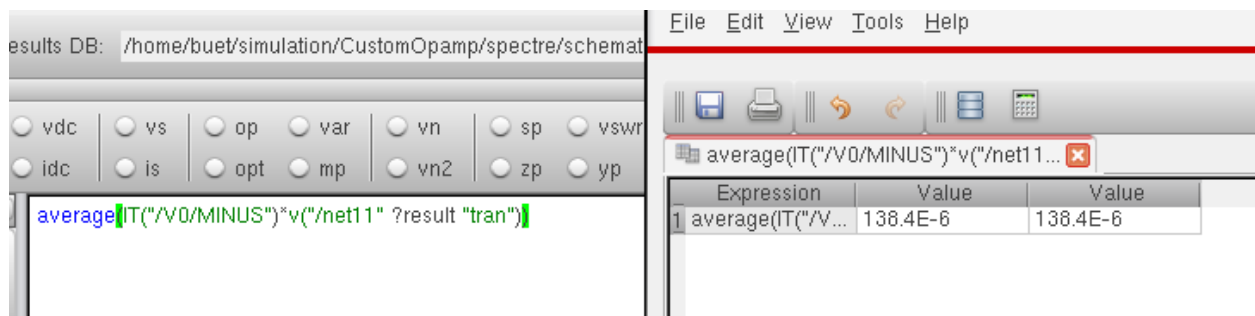 esults DB: /home/buet/simulation/CustomOpamp/spectre/schemat
vdc vs op var vn sp vswr
idc is opt mp vn2 zp yp
average(IT("/V0/MINUS")*v("/net11" ?result "tran"))
File Edit View Tools Help
average(IT("/V0/MINUS")*v("/net11...
Expression Value Value
1 average(IT("/V... 138.4E-6 138.4E-6